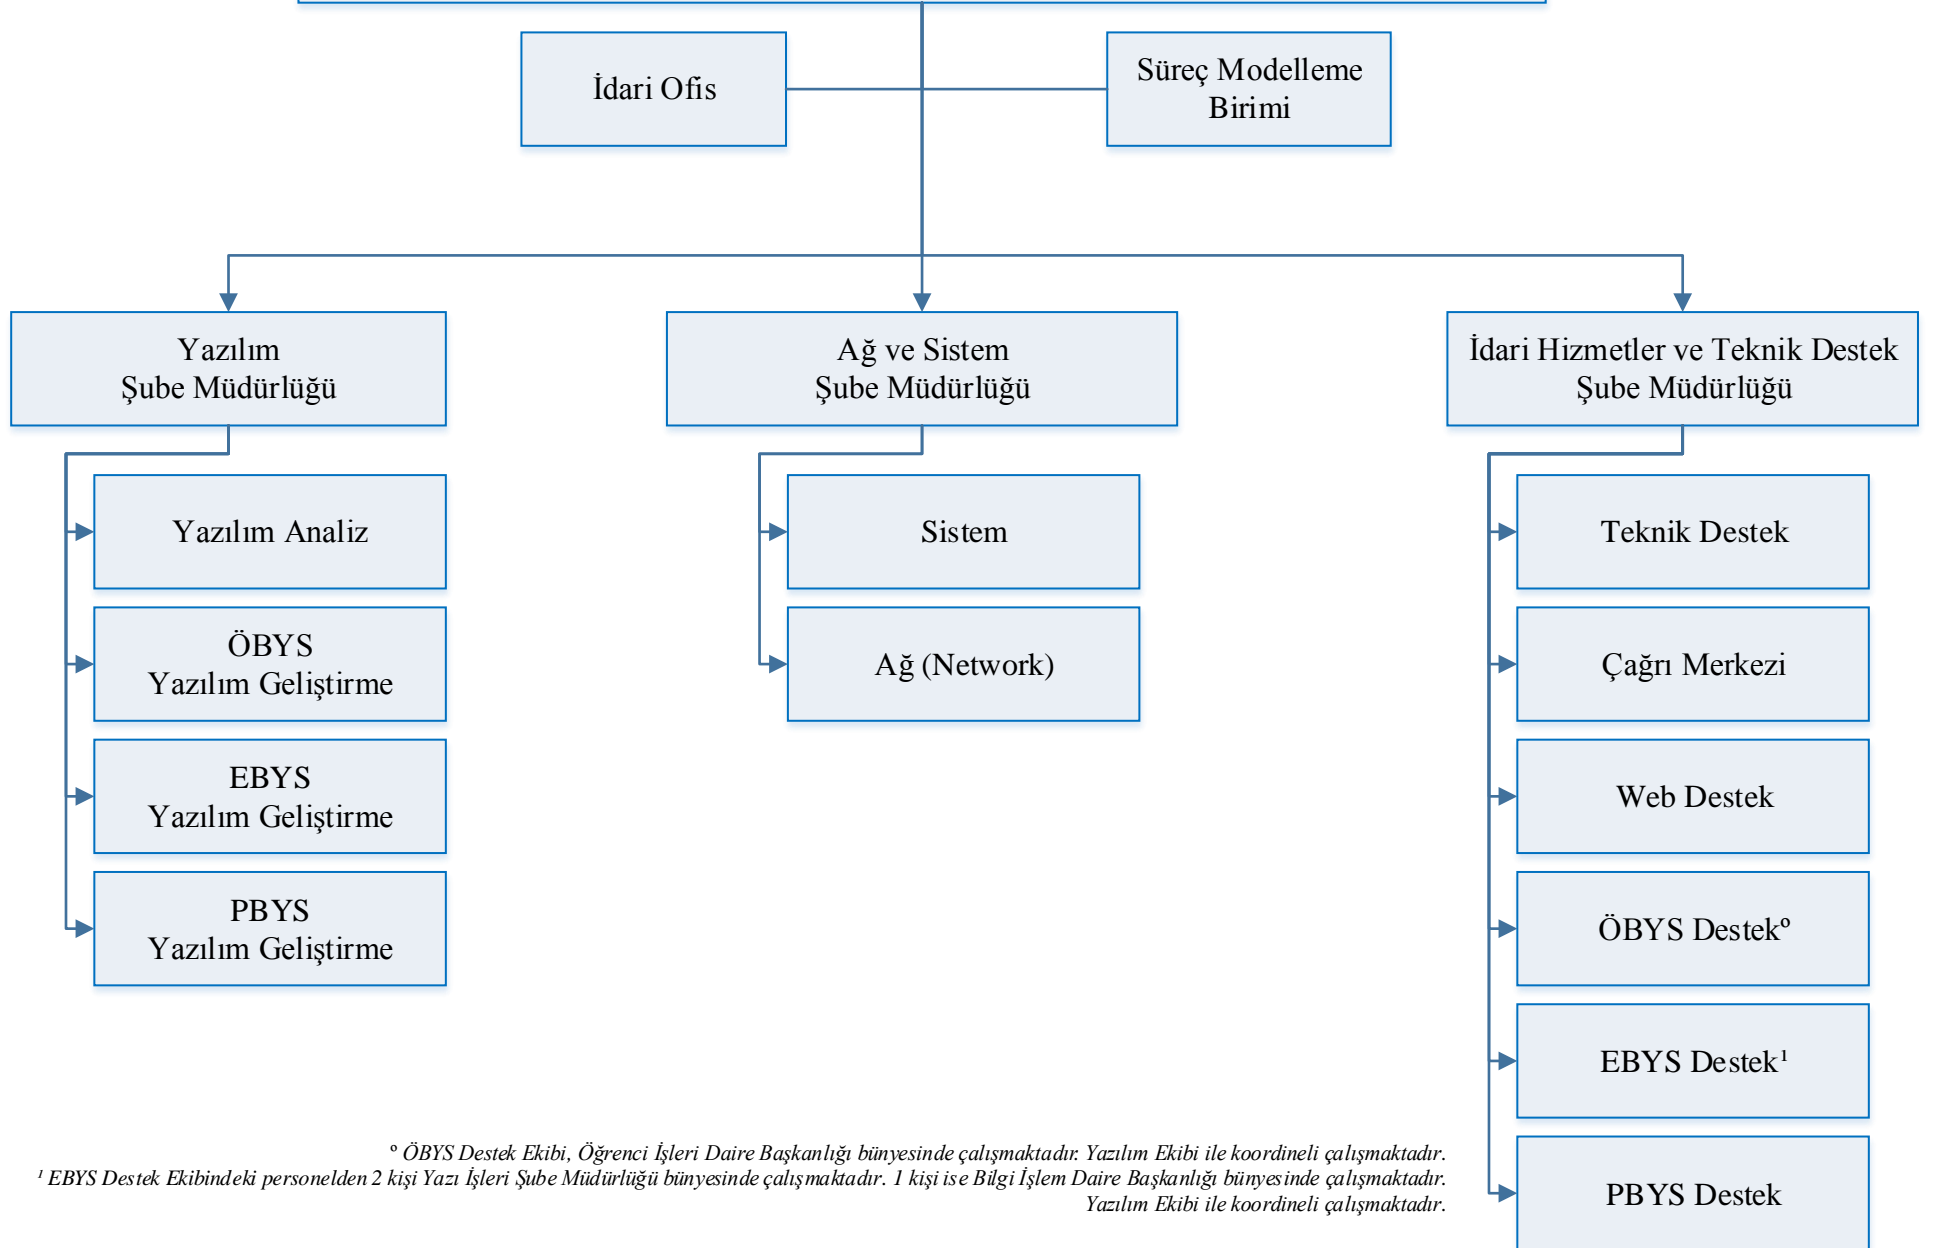 İdari Ofis
Süreç Modelleme
Birimi
Yazılım
Şube Müdürlüğü
Ağ ve Sistem
Şube Müdürlüğü
İdari Hizmetler ve Teknik Destek
Şube Müdürlüğü
Yazılım Analiz
ÖBYS
Yazılım Geliştirme
EBYS
Yazılım Geliştirme
PBYS
Yazılım Geliştirme
Sistem
Ağ (Network)
Teknik Destek
Çağrı Merkezi
Web Destek
ÖBYS Destekº
EBYS Destek¹
PBYS Destek
º ÖBYS Destek Ekibi, Öğrenci İşleri Daire Başkanlığı bünyesinde çalışmaktadır. Yazılım Ekibi ile koordineli çalışmaktadır.
¹ EBYS Destek Ekibindeki personelden 2 kişi Yazı İşleri Şube Müdürlüğü bünyesinde çalışmaktadır. 1 kişi ise Bilgi İşlem Daire Başkanlığı bünyesinde çalışmaktadır.
Yazılım Ekibi ile koordineli çalışmaktadır.